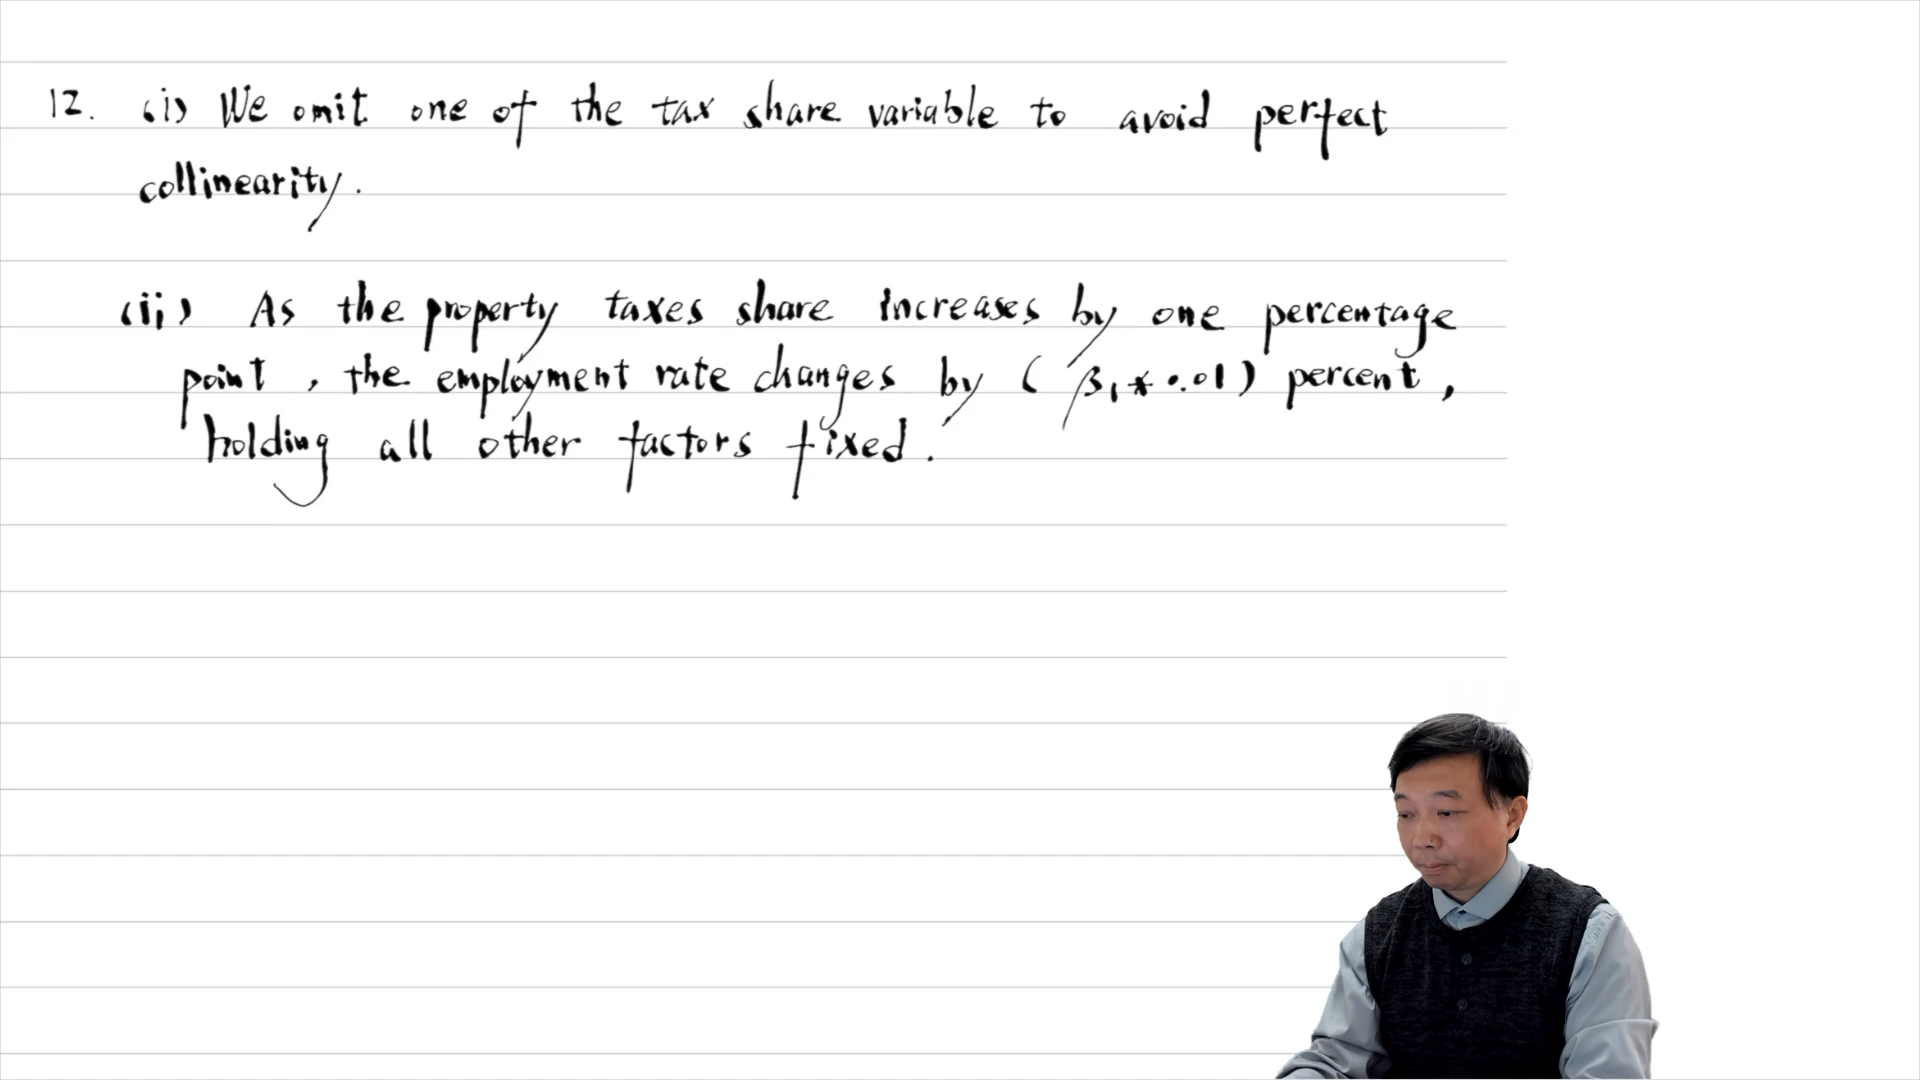 12. (i) We omit one of the tax share variable to avoid perfect
collinearity.
(ii) As the property taxes share increases by one percentage
point, the employment rate changes by (β₁*0.01) percent,
holding all other factors fixed.